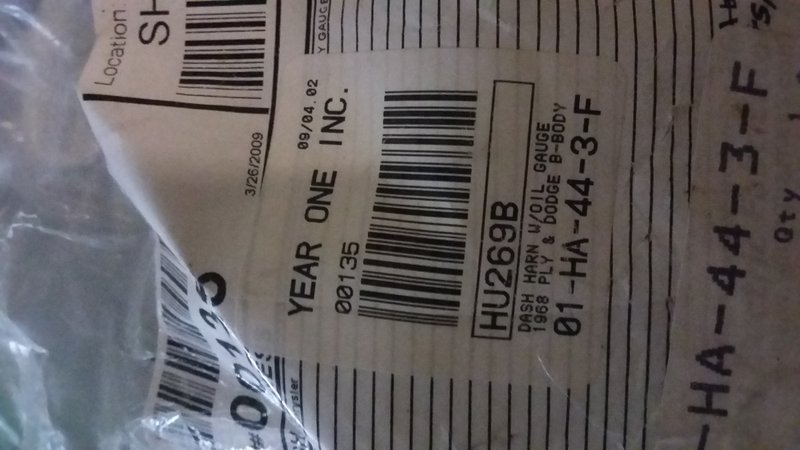 Location:
SH
3/26/2009
Y GAUGE
09/04.02
YEAR ONE INC.
00135
HU269B
DASH HARN W/OIL GAUGE
1968 PLY & DODGE B-BODY
01-HA-44-3-F
-HA-44-3-F
Qty